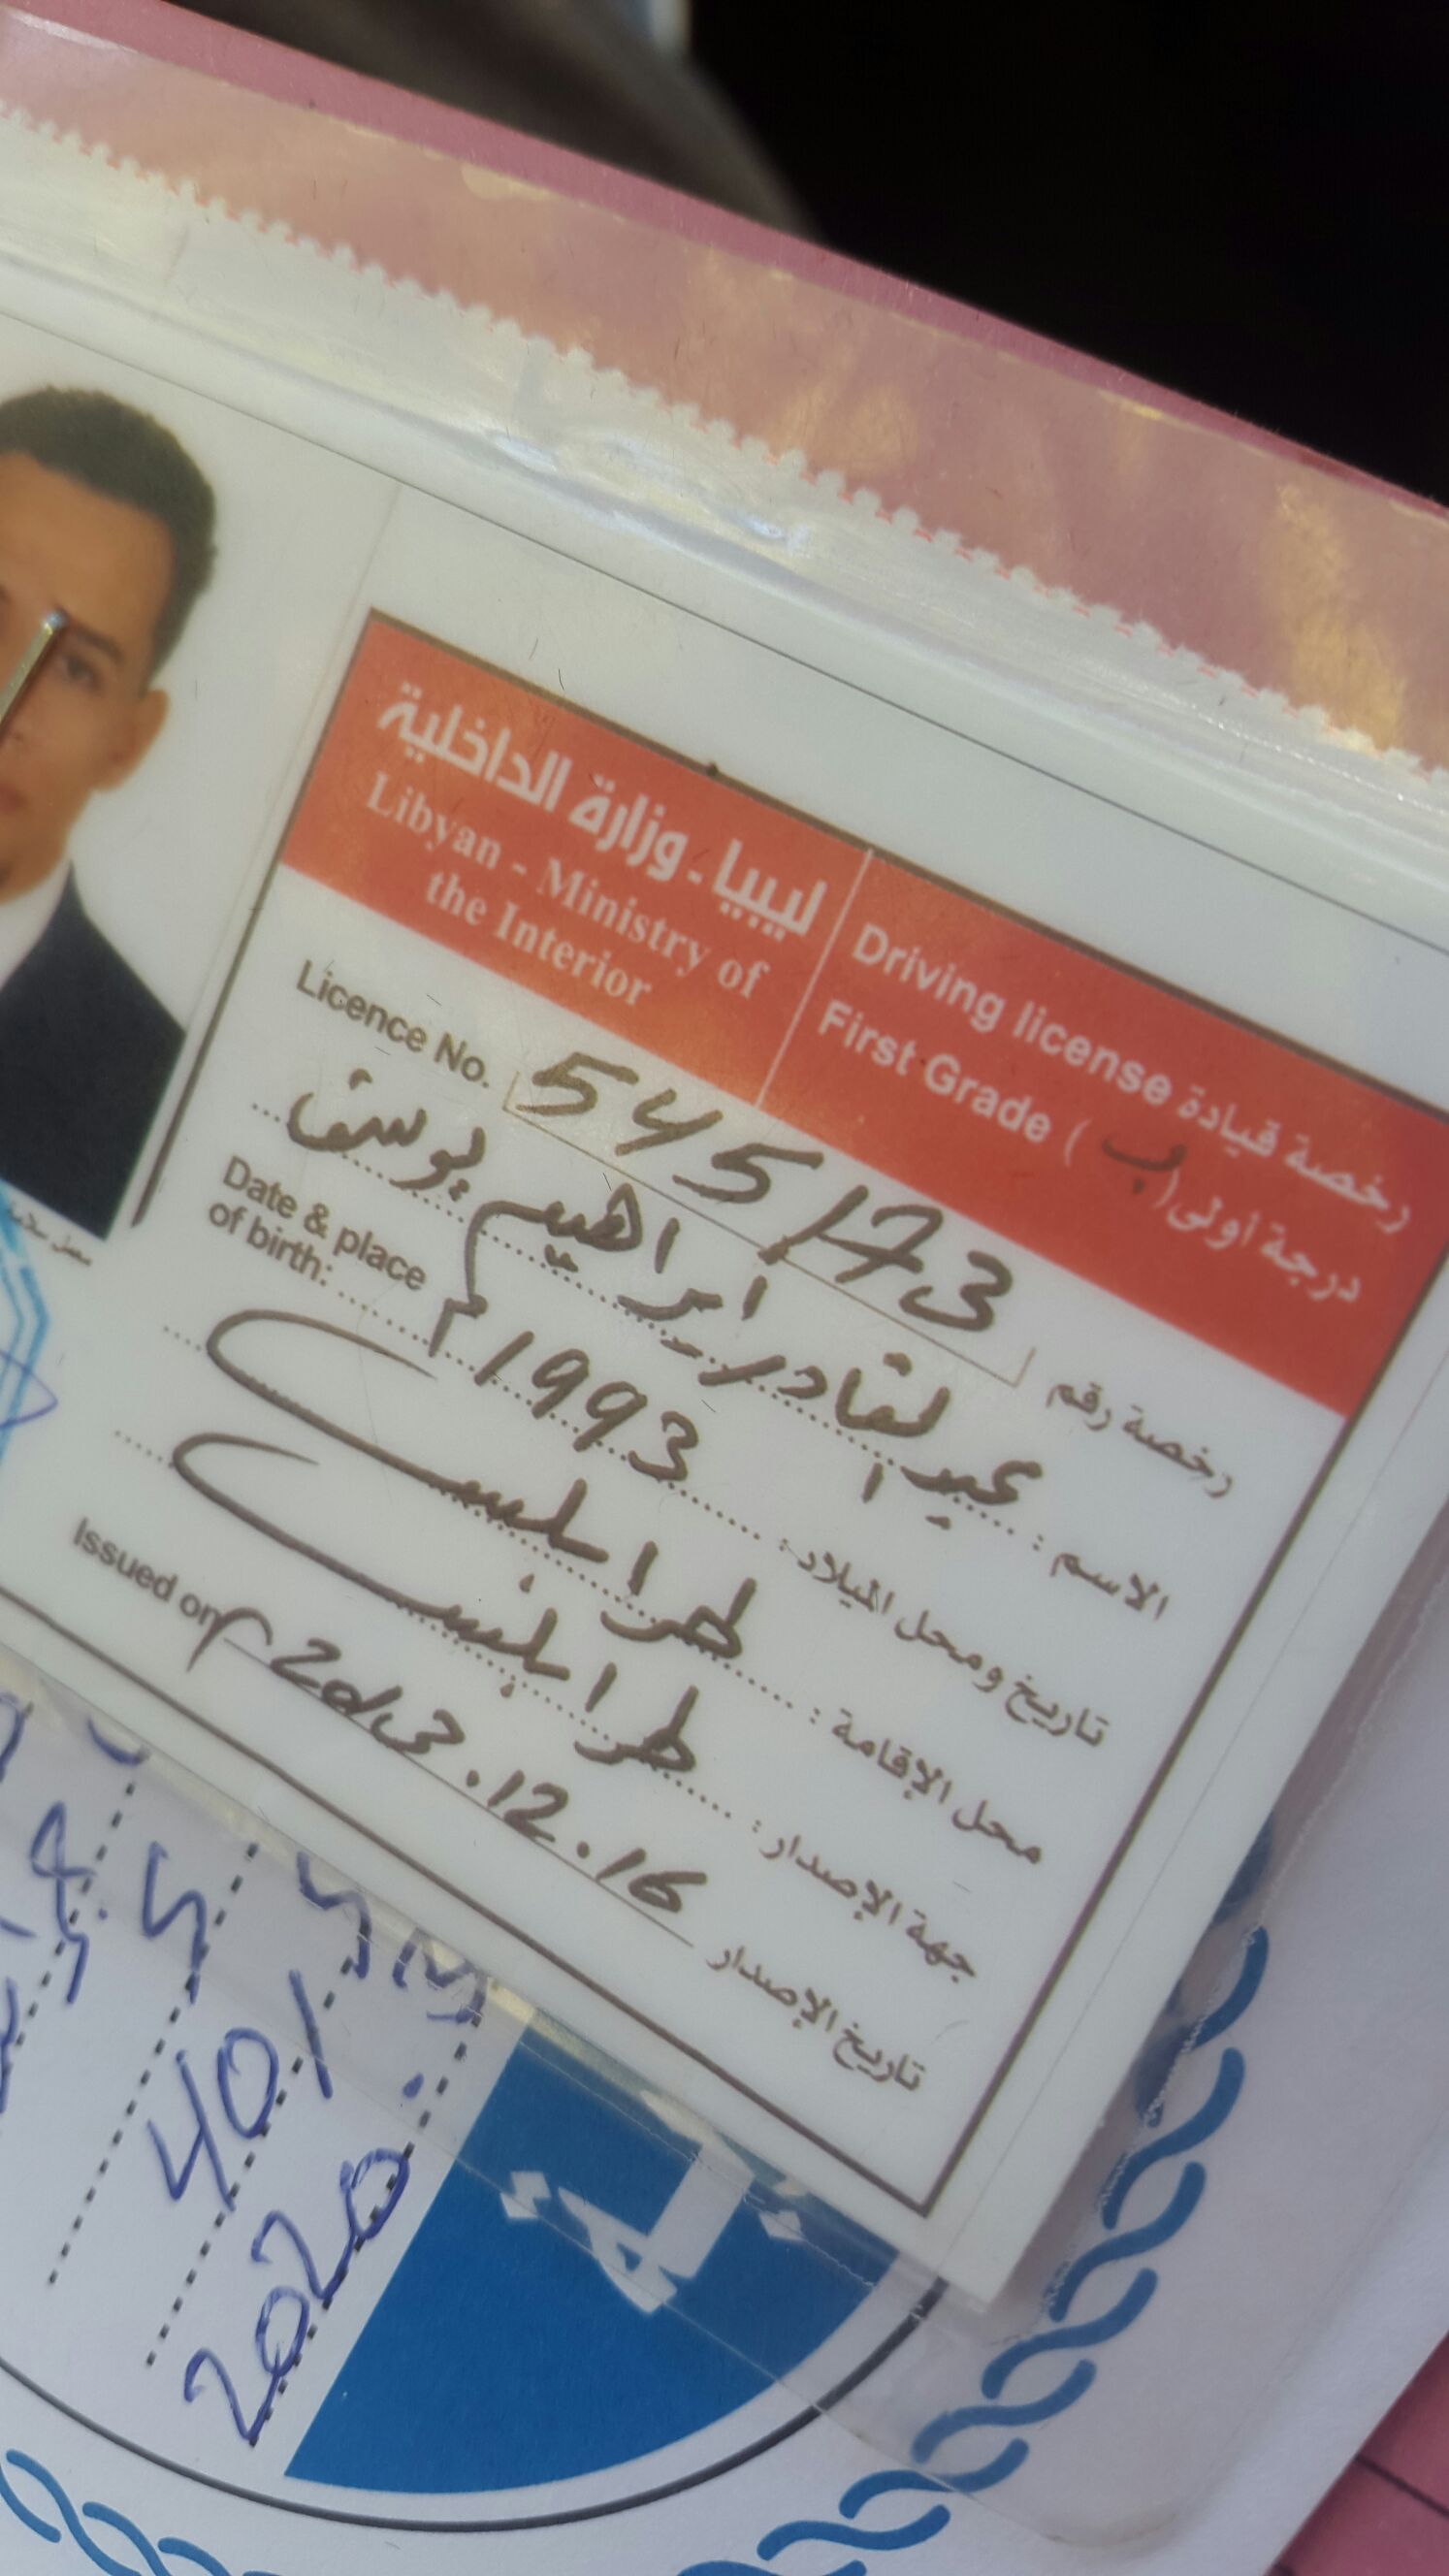 ليبيا - وزارة الداخلية
Libyan - Ministry of
the Interior
Driving license رخصة قيادة
First Grade ( ب ) درجة أولى
Licence No. 545173 رخصة رقم
الاسم : عبد القادر ابراهيم يوسف
Date & place
of birth: 1993 م تاريخ ومحل الميلاد :
محل الإقامة : طرابلس
جهة الإصدار : طرابلس
Issued on 2013.12.16 م تاريخ الإصدار
401
2020